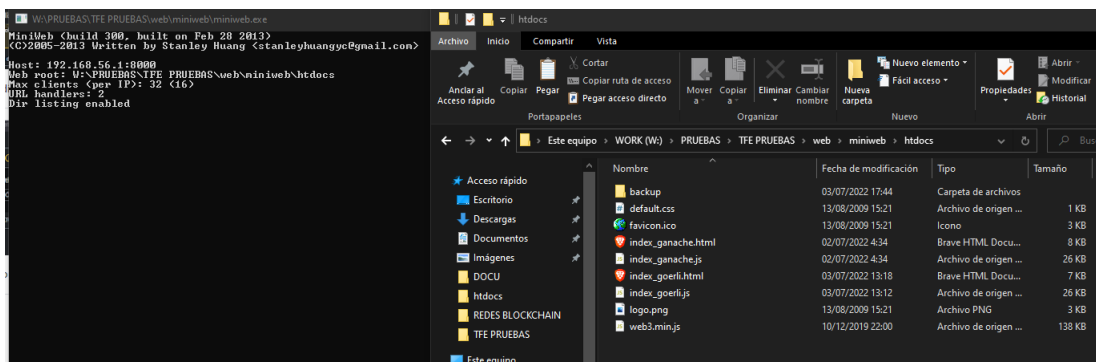 W:\PRUEBAS\TFE PRUEBAS\web\miniweb\miniweb.exe
MiniWeb (build 300, built on Feb 28 2013)
(C)2005-2013 Written by Stanley Huang <stanleyhuangyc@gmail.com>
Host: 192.168.56.1:8000
Web root: W:\PRUEBAS\TFE PRUEBAS\web\miniweb\htdocs
Max clients (per IP): 32 (16)
URL handlers: 2
Dir listing enabled
htdocs
Archivo Inicio Compartir Vista
Anclar al Acceso rápido
Copiar
Pegar
Cortar
Copiar ruta de acceso
Pegar acceso directo
Portapapeles
Mover a
Copiar a
Eliminar
Cambiar nombre
Organizar
Nueva carpeta
Nuevo elemento
Fácil acceso
Nuevo
Propiedades
Abrir
Modificar
Historial
Abrir
Este equipo > WORK (W:) > PRUEBAS > TFE PRUEBAS > web > miniweb > htdocs
Acceso rápido
Escritorio
Descargas
Documentos
Imágenes
DOCU
htdocs
REDES BLOCKCHAIN
TFE PRUEBAS
Este equipo
Nombre Fecha de modificación Tipo Tamaño
backup 03/07/2022 17:44 Carpeta de archivos
default.css 13/08/2009 15:21 Archivo de origen ... 1 KB
favicon.ico 13/08/2009 15:21 Icono 3 KB
index_ganache.html 02/07/2022 4:34 Brave HTML Docu... 8 KB
index_ganache.js 02/07/2022 4:34 Archivo de origen ... 26 KB
index_goerli.html 03/07/2022 13:18 Brave HTML Docu... 7 KB
index_goerli.js 03/07/2022 13:12 Archivo de origen ... 26 KB
logo.png 13/08/2009 15:21 Archivo PNG 3 KB
web3.min.js 10/12/2019 22:00 Archivo de origen ... 138 KB